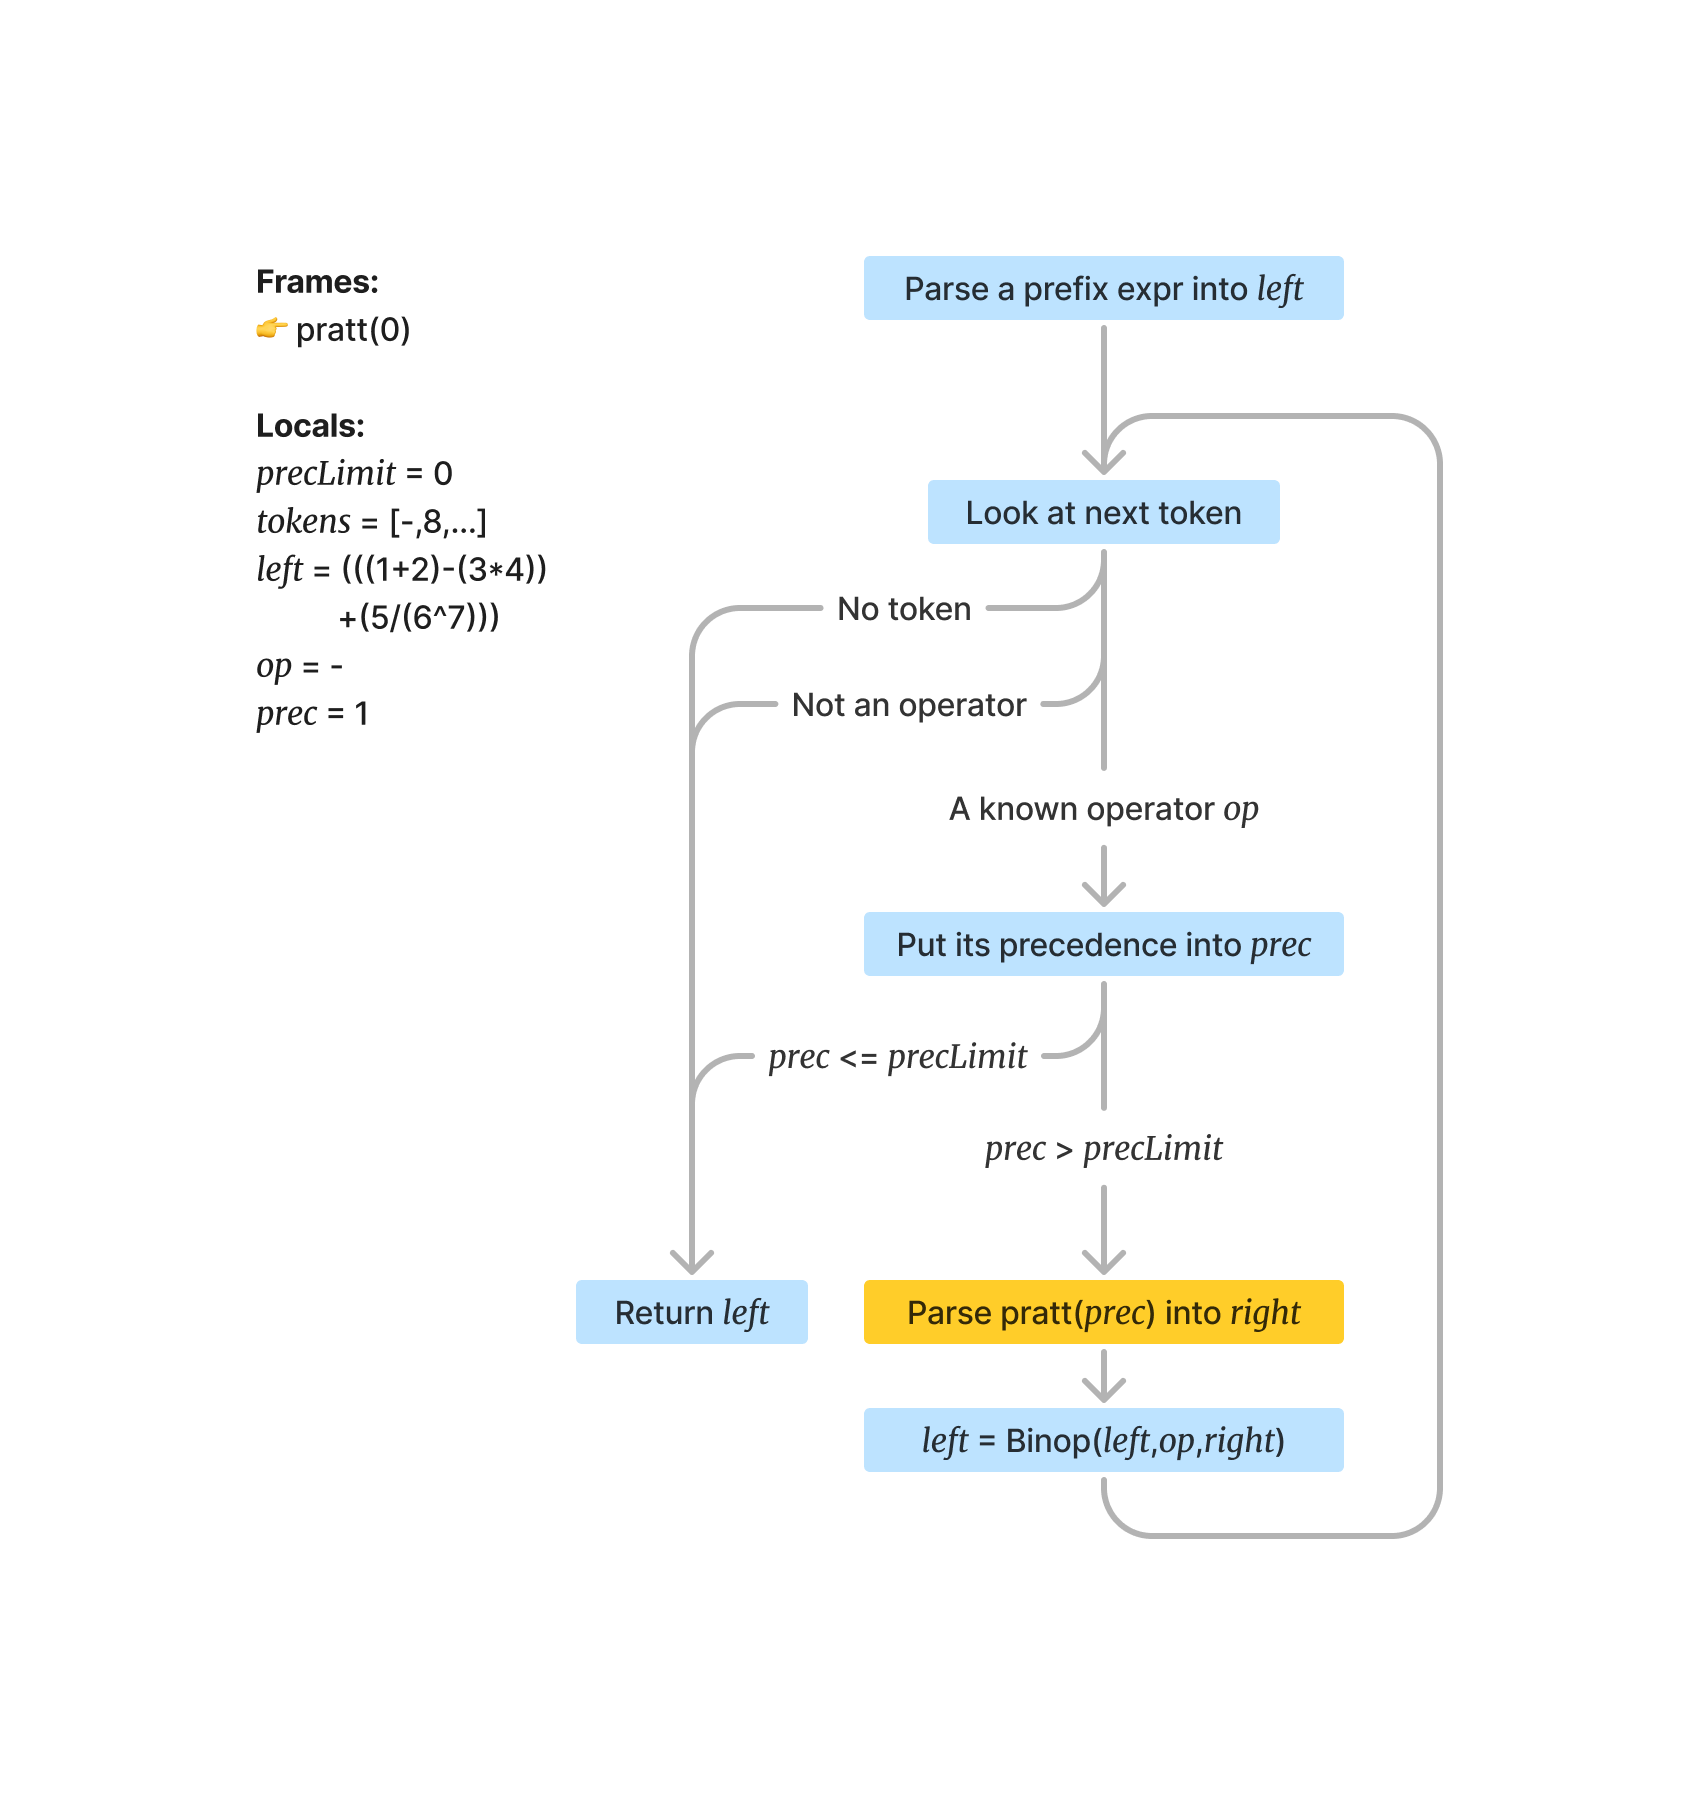 Frames:
👉 pratt(0)
Locals:
precLimit = 0
tokens = [-,8,...]
left = (((1+2)-(3*4))
+(5/(6^7)))
op = -
prec = 1
Parse a prefix expr into left
Look at next token
No token
Not an operator
A known operator op
Put its precedence into prec
prec <= precLimit
prec > precLimit
Return left
Parse pratt(prec) into right
left = Binop(left,op,right)